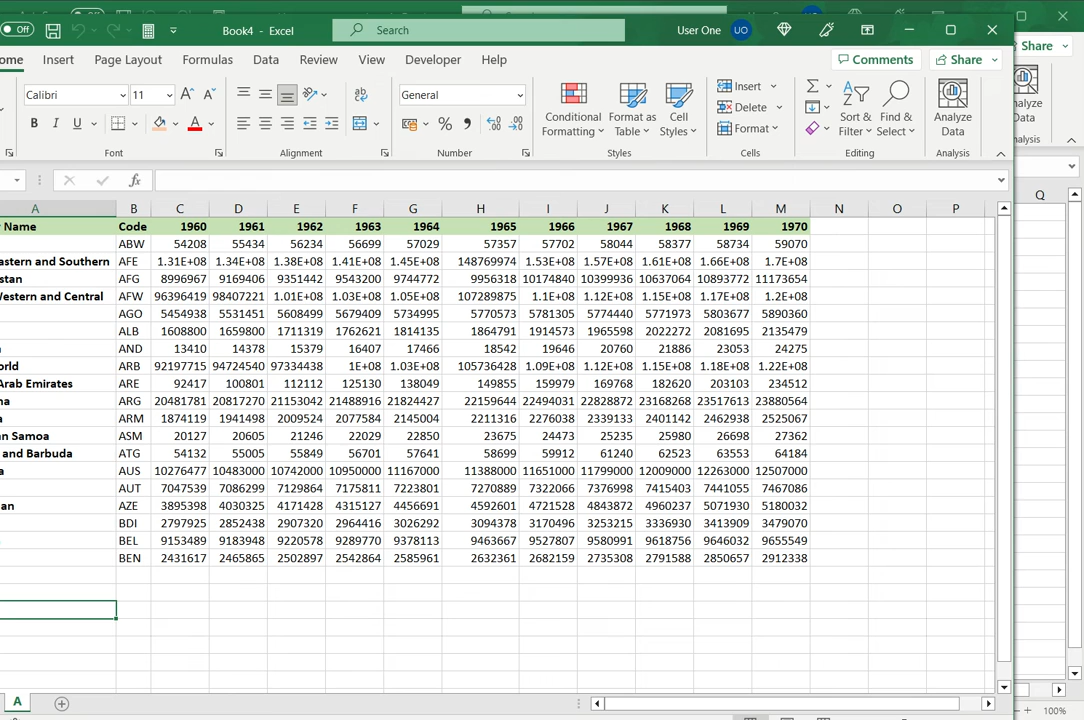 Off Book4 - Excel Search User One UO
ome Insert Page Layout Formulas Data Review View Developer Help Comments Share Share
Calibri 11 A A General Conditional Formatting Format as Table Cell Styles Insert Delete Format Sort & Filter Find & Select Analyze Data nalyze Data
B I U A % ,
Font Alignment Number Styles Cells Editing Analysis nalysis
fx
A B C D E F G H I J K L M N O P Q
Name Code 1960 1961 1962 1963 1964 1965 1966 1967 1968 1969 1970
ABW 54208 55434 56234 56699 57029 57357 57702 58044 58377 58734 59070
astern and Southern AFE 1.31E+08 1.34E+08 1.38E+08 1.41E+08 1.45E+08 148769974 1.53E+08 1.57E+08 1.61E+08 1.66E+08 1.7E+08
stan AFG 8996967 9169406 9351442 9543200 9744772 9956318 10174840 10399936 10637064 10893772 11173654
Western and Central AFW 96396419 98407221 1.01E+08 1.03E+08 1.05E+08 107289875 1.1E+08 1.12E+08 1.15E+08 1.17E+08 1.2E+08
AGO 5454938 5531451 5608499 5679409 5734995 5770573 5781305 5774440 5771973 5803677 5890360
ALB 1608800 1659800 1711319 1762621 1814135 1864791 1914573 1965598 2022272 2081695 2135479
AND 13410 14378 15379 16407 17466 18542 19646 20760 21886 23053 24275
orld ARB 92197715 94724540 97334438 1E+08 1.03E+08 105736428 1.09E+08 1.12E+08 1.15E+08 1.18E+08 1.22E+08
Arab Emirates ARE 92417 100801 112112 125130 138049 149855 159979 169768 182620 203103 234512
na ARG 20481781 20817270 21153042 21488916 21824427 22159644 22494031 22828872 23168268 23517613 23880564
ARM 1874119 1941498 2009524 2077584 2145004 2211316 2276038 2339133 2401142 2462938 2525067
n Samoa ASM 20127 20605 21246 22029 22850 23675 24473 25235 25980 26698 27362
and Barbuda ATG 54132 55005 55849 56701 57641 58699 59912 61240 62523 63553 64184
a AUS 10276477 10483000 10742000 10950000 11167000 11388000 11651000 11799000 12009000 12263000 12507000
AUT 7047539 7086299 7129864 7175811 7223801 7270889 7322066 7376998 7415403 7441055 7467086
an AZE 3895398 4030325 4171428 4315127 4456691 4592601 4721528 4843872 4960237 5071930 5180032
BDI 2797925 2852438 2907320 2964416 3026292 3094378 3170496 3253215 3336930 3413909 3479070
BEL 9153489 9183948 9220578 9289770 9378113 9463667 9527807 9580991 9618756 9646032 9655549
BEN 2431617 2465865 2502897 2542864 2585961 2632361 2682159 2735308 2791588 2850657 2912338
A
100%